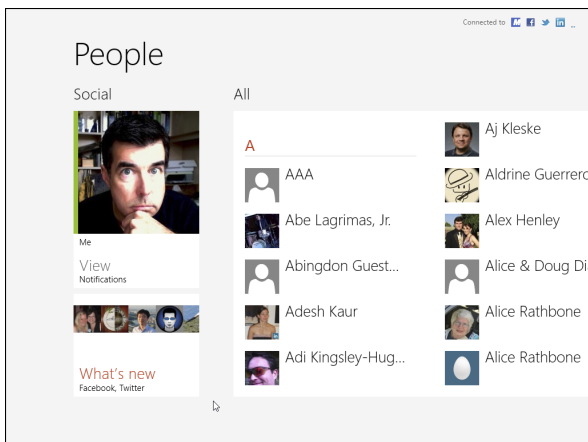 Connected to
People
Social
All
A
AAA
Abe Lagrimas, Jr.
Abingdon Guest...
Adesh Kaur
Adi Kingsley-Hug...
Aj Kleske
Aldrine Guerrero
Alex Henley
Alice & Doug Di
Alice Rathbone
Alice Rathbone
Me
View
Notifications
What's new
Facebook, Twitter